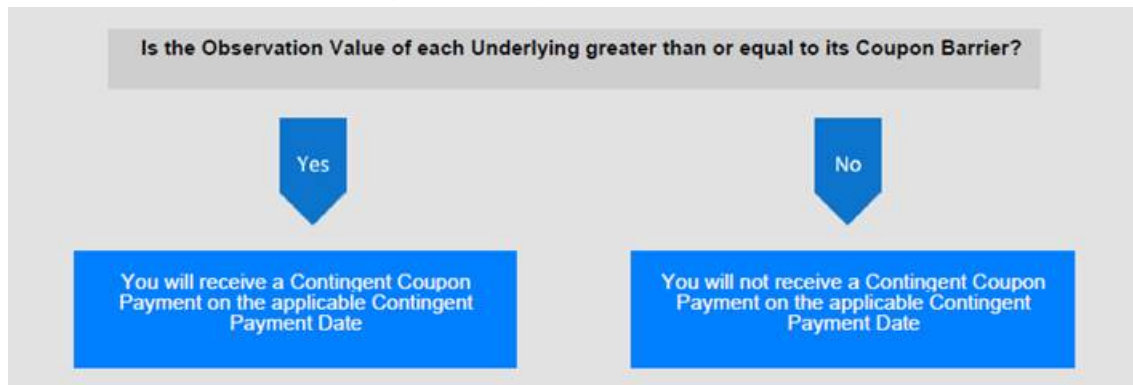 Is the Observation Value of each Underlying greater than or equal to its Coupon Barrier?
Yes
No
You will receive a Contingent Coupon
Payment on the applicable Contingent
Payment Date
You will not receive a Contingent Coupon
Payment on the applicable Contingent
Payment Date